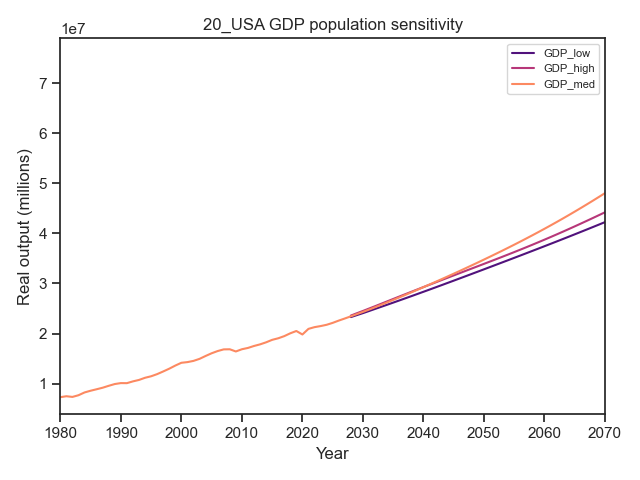 20_USA GDP population sensitivity
1e7
GDP_low
GDP_high
GDP_med
7
6
5
4
3
2
1
Real output (millions)
1980 1990 2000 2010 2020 2030 2040 2050 2060 2070
Year